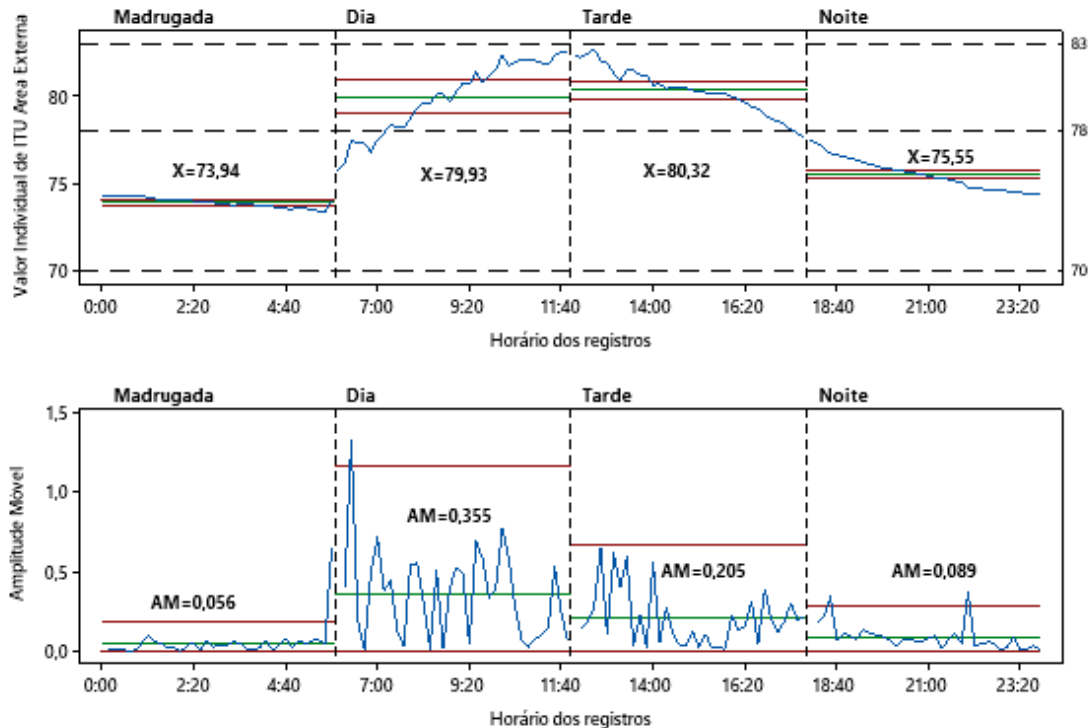 Madrugada Dia Tarde Noite
Valor Individual de ITU Área Externa
80
75
70
83
78
70
X=73,94
X=79,93
X=80,32
X=75,55
0:00 2:20 4:40 7:00 9:20 11:40 14:00 16:20 18:40 21:00 23:20
Horário dos registros
Madrugada Dia Tarde Noite
Amplitude Móvel
1,5
1,0
0,5
0,0
AM=0,056
AM=0,355
AM=0,205
AM=0,089
0:00 2:20 4:40 7:00 9:20 11:40 14:00 16:20 18:40 21:00 23:20
Horário dos registros